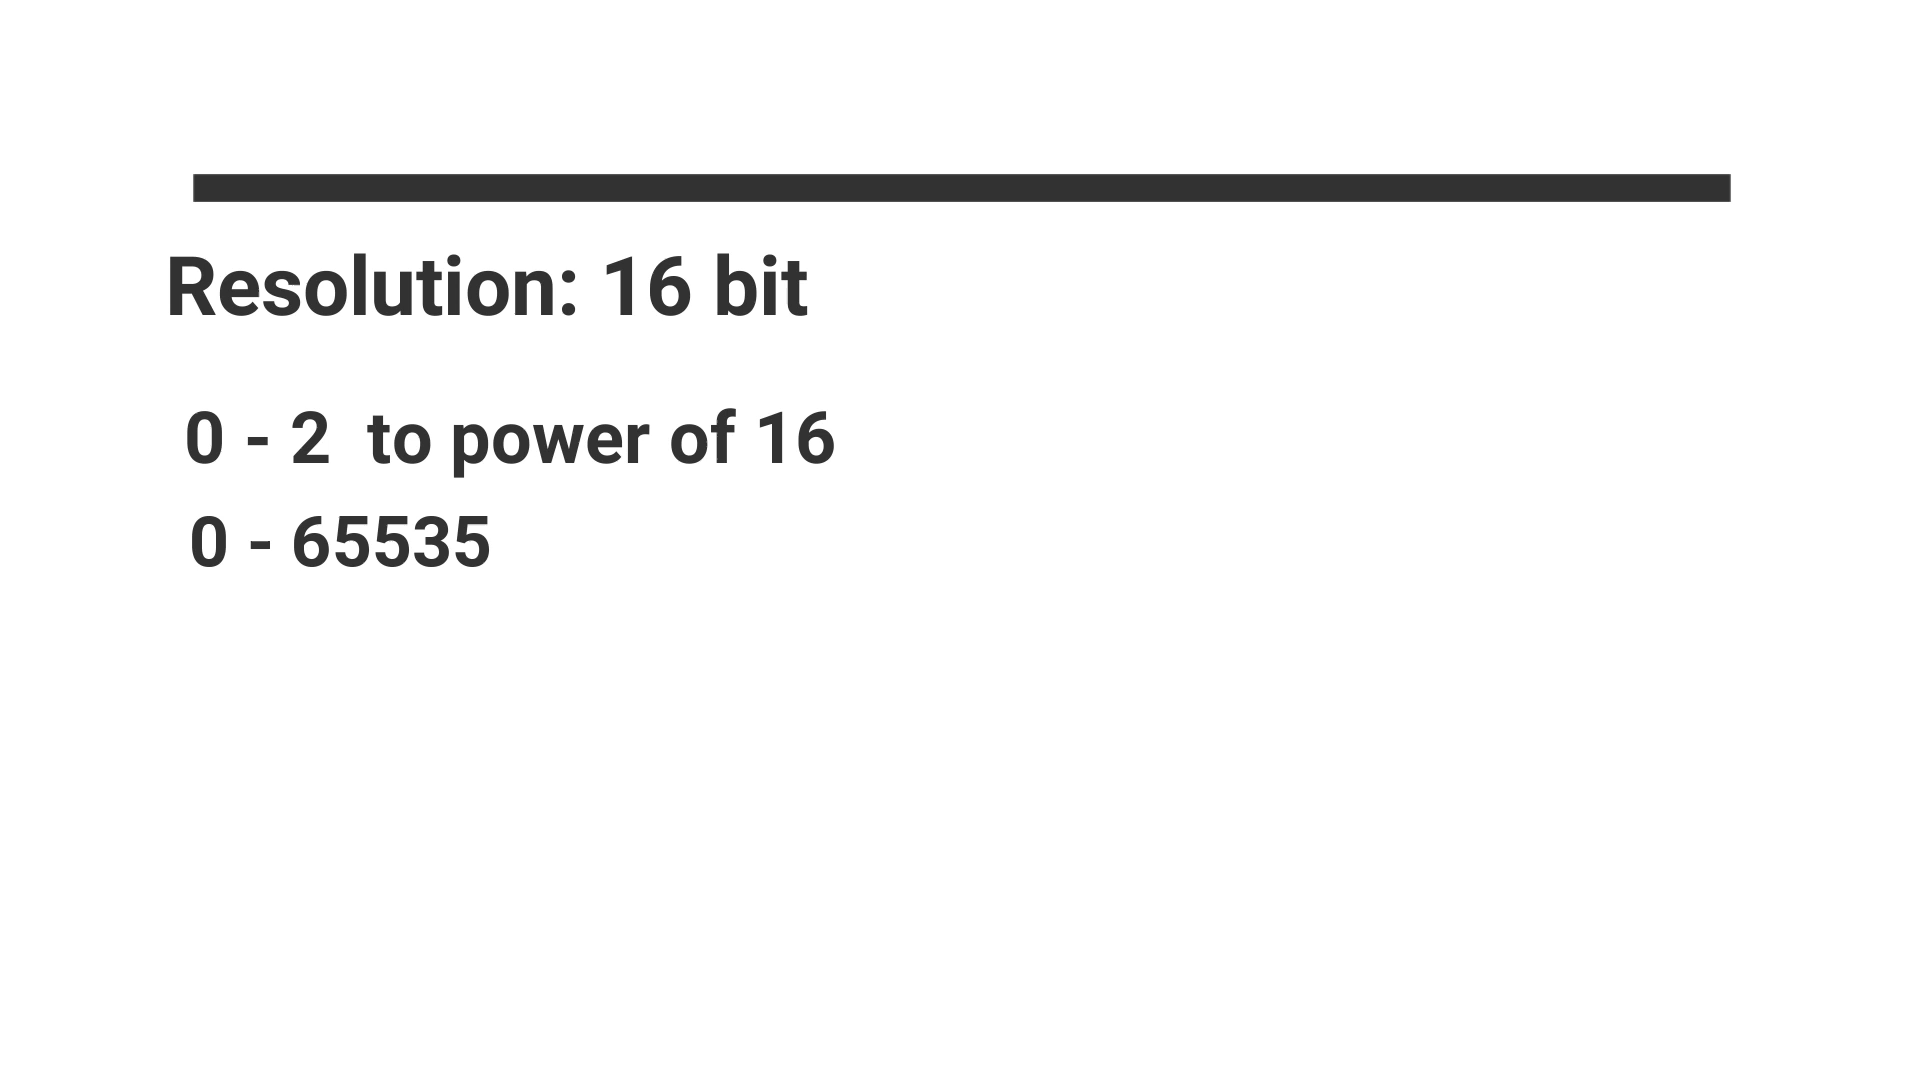 Resolution: 16 bit
0 - 2 to power of 16
0 - 65535